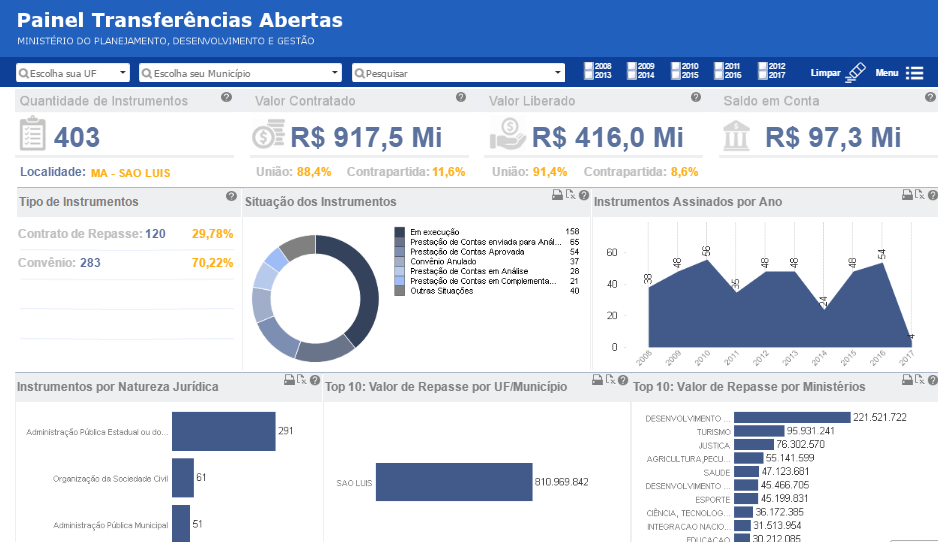 Painel Transferências Abertas
MINISTÉRIO DO PLANEJAMENTO, DESENVOLVIMENTO E GESTÃO
Escolha sua UF
Escolha seu Município
Pesquisar
2008 2009 2010 2011 2012
2013 2014 2015 2016 2017
Limpar
Menu
Quantidade de Instrumentos ?
403
Localidade: MA - SAO LUIS
Valor Contratado ?
R$ 917,5 Mi
União: 88,4% Contrapartida: 11,6%
Valor Liberado ?
R$ 416,0 Mi
União: 91,4% Contrapartida: 8,6%
Saldo em Conta ?
R$ 97,3 Mi
Tipo de Instrumentos ?
Contrato de Repasse: 120 29,78%
Convênio: 283 70,22%
Situação dos Instrumentos ?
Em execução 158
Prestação de Contas enviada para Anál... 65
Prestação de Contas Aprovada 54
Convênio Anulado 37
Prestação de Contas em Análise 28
Prestação de Contas em Complementa... 21
Outras Situações 40
Instrumentos Assinados por Ano ?
60
40
20
0
38 48 56 35 48 48 24 48 54 4
2008 2009 2010 2011 2012 2013 2014 2015 2016 2017
Instrumentos por Natureza Jurídica ?
Administração Pública Estadual ou do... 291
Organização da Sociedade Civil 61
Administração Pública Municipal 51
Top 10: Valor de Repasse por UF/Município ?
SAO LUIS 810.969.842
Top 10: Valor de Repasse por Ministérios ?
DESENVOLVIMENTO ... 221.521.722
TURISMO 95.931.241
JUSTICA 76.302.570
AGRICULTURA,PECU... 55.141.599
SAUDE 47.123.681
DESENVOLVIMENTO ... 45.466.705
ESPORTE 45.199.831
CIÊNCIA, TECNOLOG... 36.172.385
INTEGRACAO NACIO... 31.513.954
EDUCACAO 30.212.085